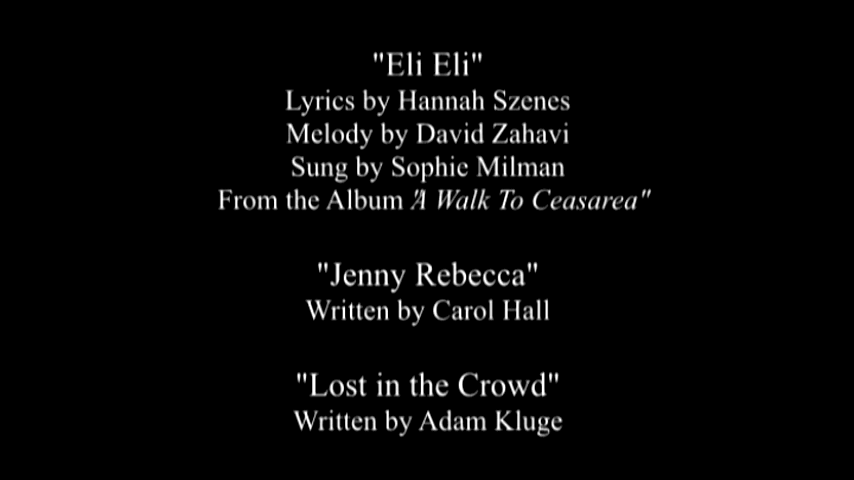 "Eli Eli"
Lyrics by Hannah Szenes
Melody by David Zahavi
Sung by Sophie Milman
From the Album "A Walk To Ceasarea"
"Jenny Rebecca"
Written by Carol Hall
"Lost in the Crowd"
Written by Adam Kluge